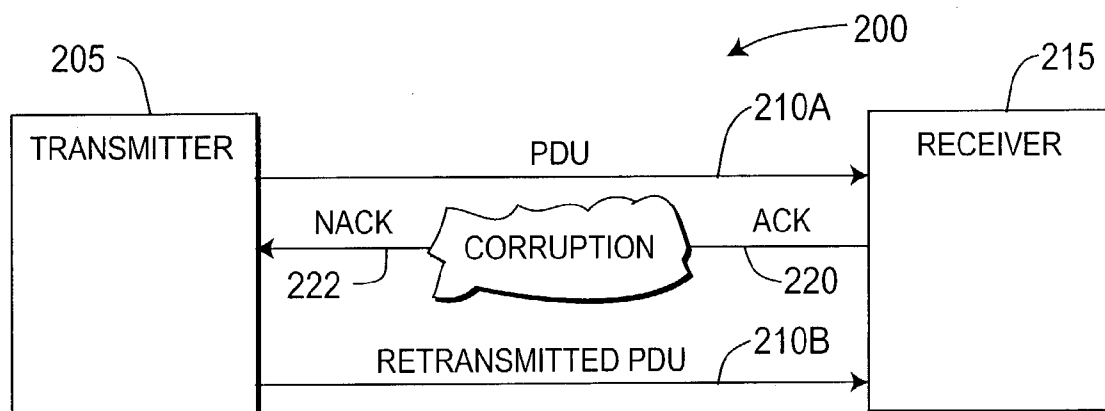 200
205
215
210A
TRANSMITTER
PDU
RECEIVER
NACK
CORRUPTION
ACK
222
220
RETRANSMITTED PDU
210B